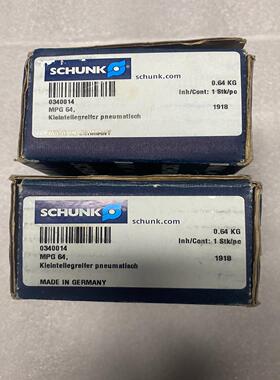 SCHUNK
schunk.com
0.64 KG
Inh/Cont: 1 Stk/pc
0340014
MPG 64,
1918
Kleinteilegreifer pneumatisch
GERMANY
SCHUNK
schunk.com
0.64 KG
Inh/Cont: 1 Stk/pc
0340014
MPG 64,
1918
Kleinteilegreifer pneumatisch
MADE IN GERMANY